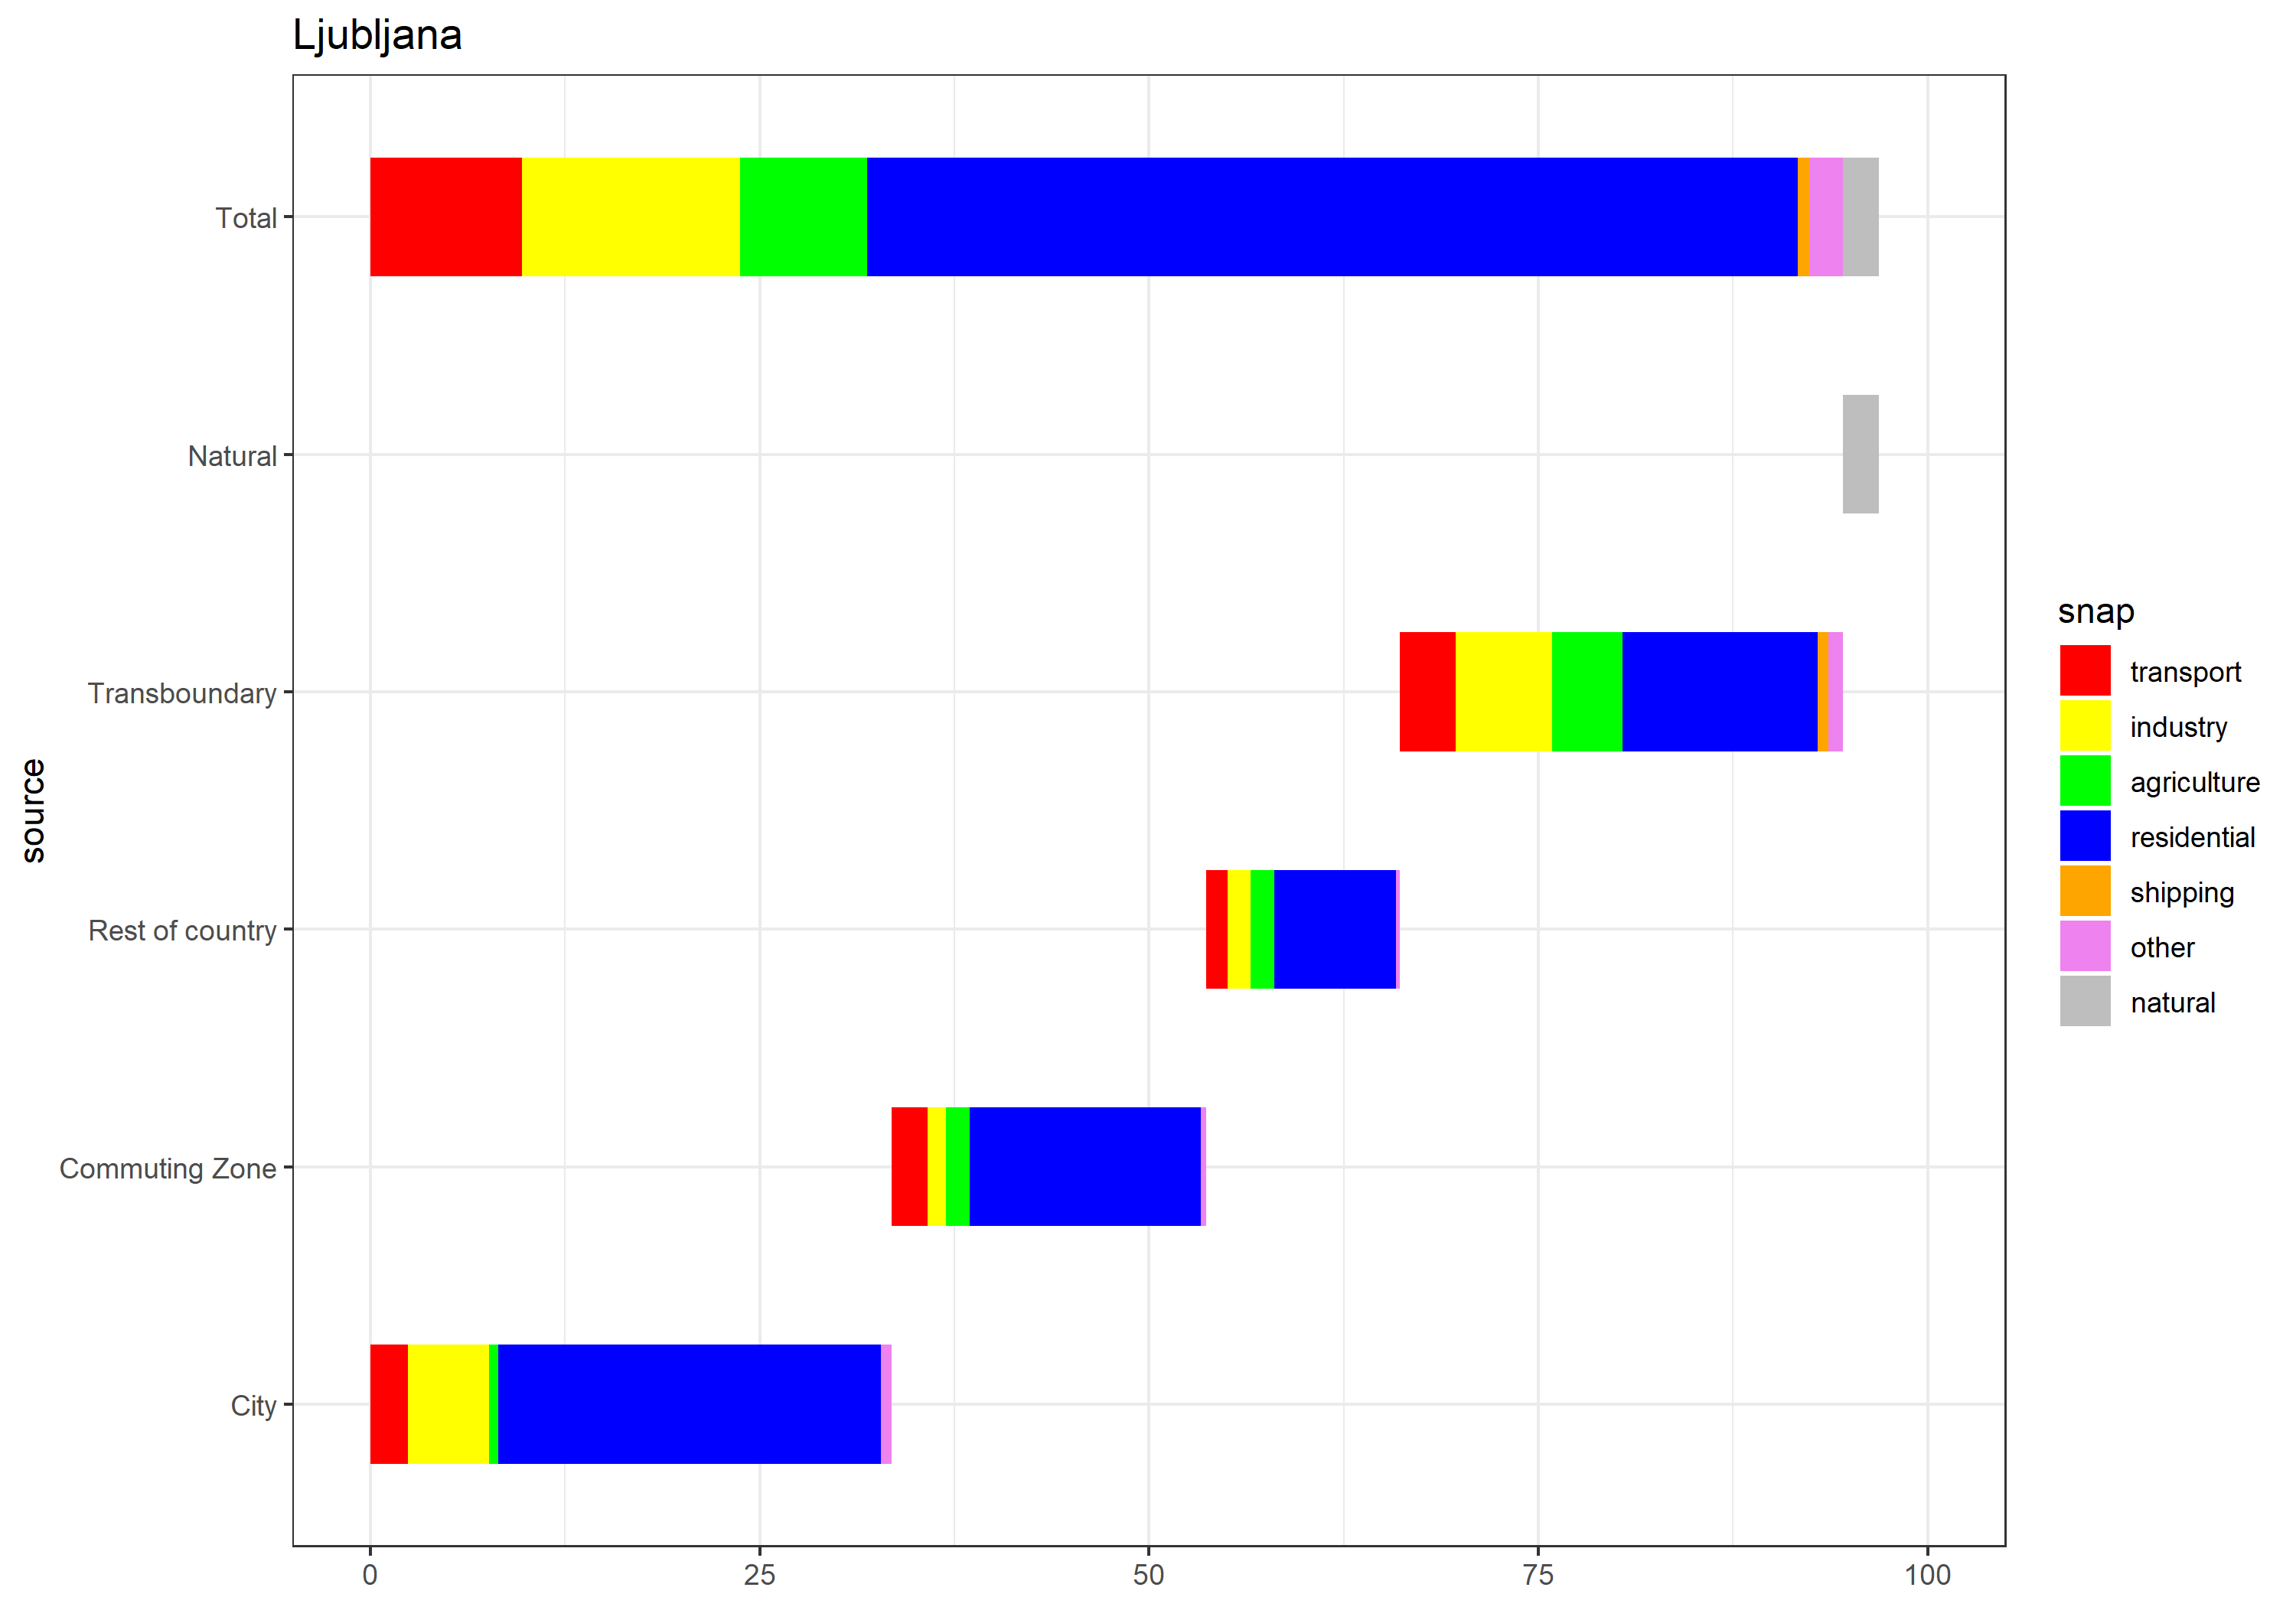 Ljubljana
Total
Natural
Transboundary
Rest of country
Commuting Zone
City
source
0 25 50 75 100
snap
transport
industry
agriculture
residential
shipping
other
natural